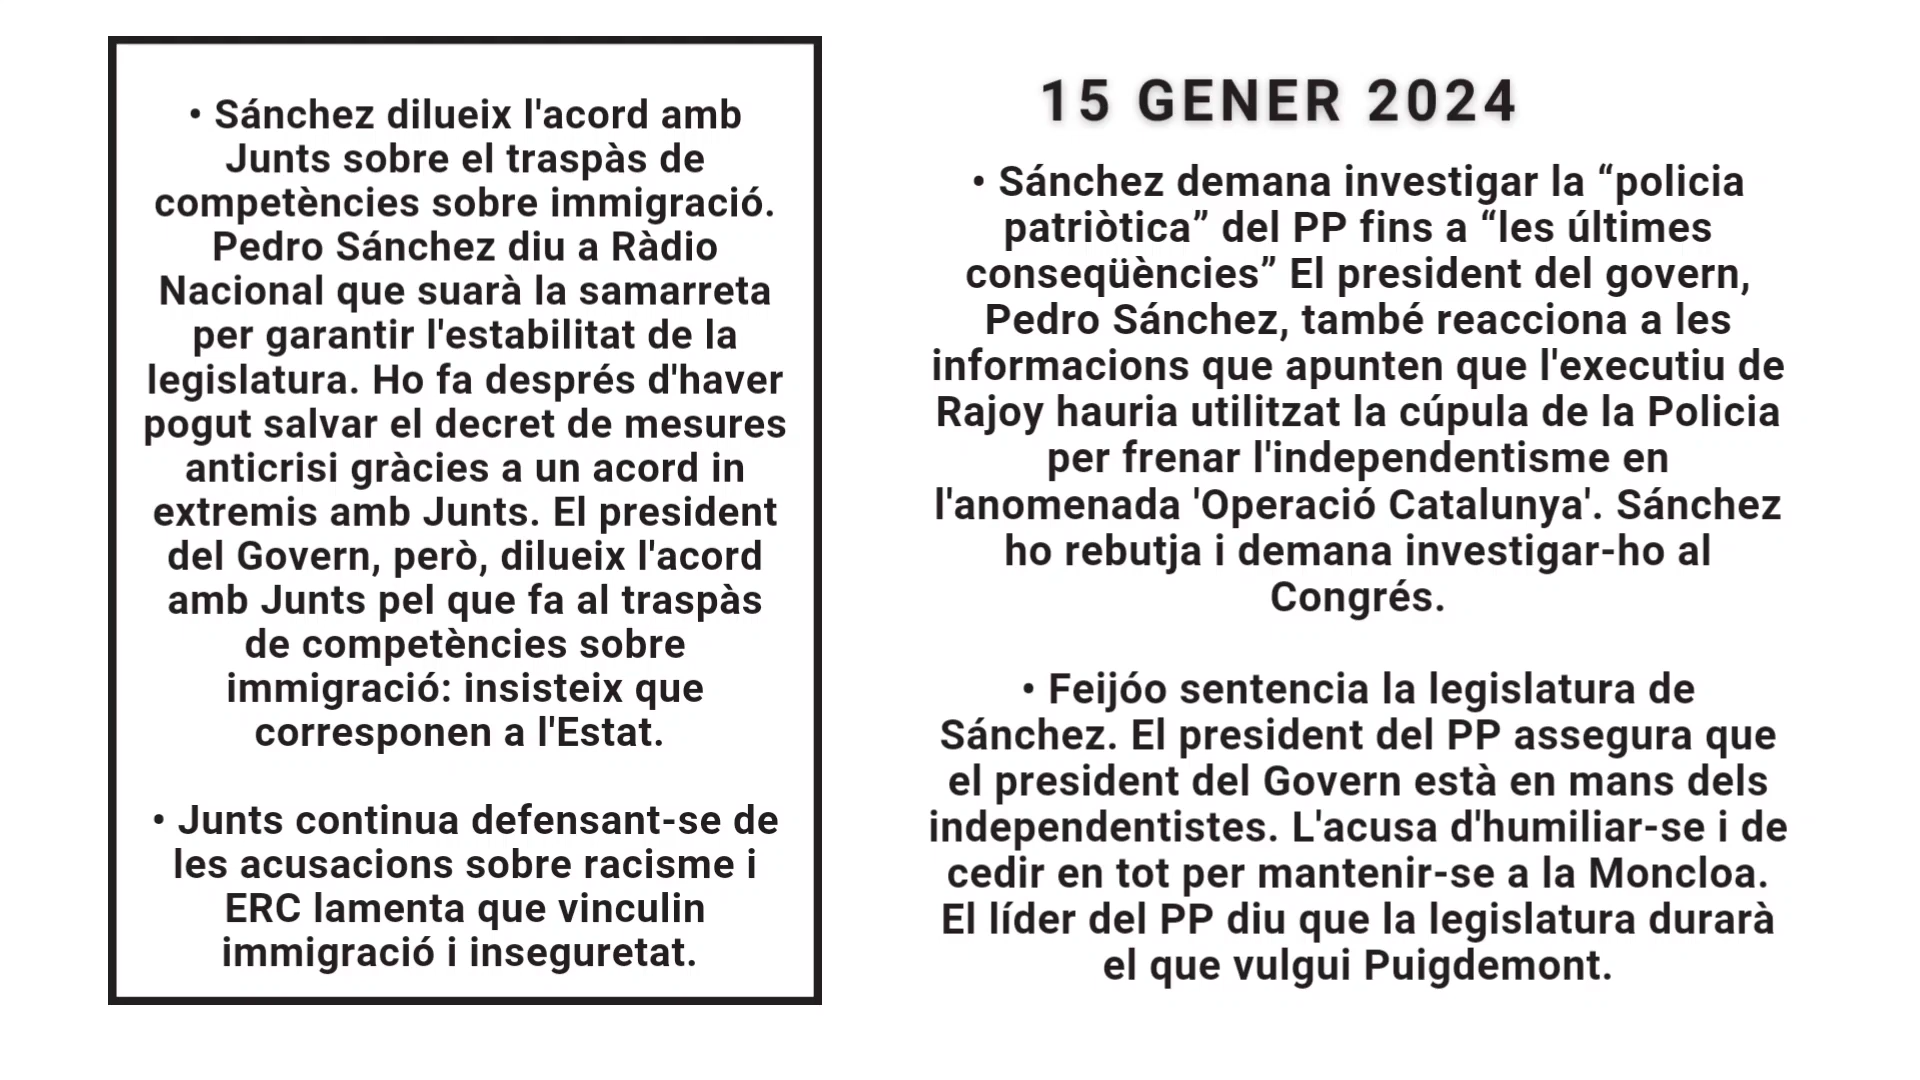 • Sánchez dilueix l'acord amb
Junts sobre el traspàs de
competències sobre immigració.
Pedro Sánchez diu a Ràdio
Nacional que suarà la samarreta
per garantir l'estabilitat de la
legislatura. Ho fa després d'haver
pogut salvar el decret de mesures
anticrisi gràcies a un acord in
extremis amb Junts. El president
del Govern, però, dilueix l'acord
amb Junts pel que fa al traspàs
de competències sobre
immigració: insisteix que
corresponen a l'Estat.
• Junts continua defensant-se de
les acusacions sobre racisme i
ERC lamenta que vinculin
immigració i inseguretat.
15 GENER 2024
• Sánchez demana investigar la “policia
patriòtica” del PP fins a “les últimes
conseqüències” El president del govern,
Pedro Sánchez, també reacciona a les
informacions que apunten que l'executiu de
Rajoy hauria utilitzat la cúpula de la Policia
per frenar l'independentisme en
l'anomenada 'Operació Catalunya'. Sánchez
ho rebutja i demana investigar-ho al
Congrés.
• Feijóo sentencia la legislatura de
Sánchez. El president del PP assegura que
el president del Govern està en mans dels
independentistes. L'acusa d'humiliar-se i de
cedir en tot per mantenir-se a la Moncloa.
El líder del PP diu que la legislatura durarà
el que vulgui Puigdemont.